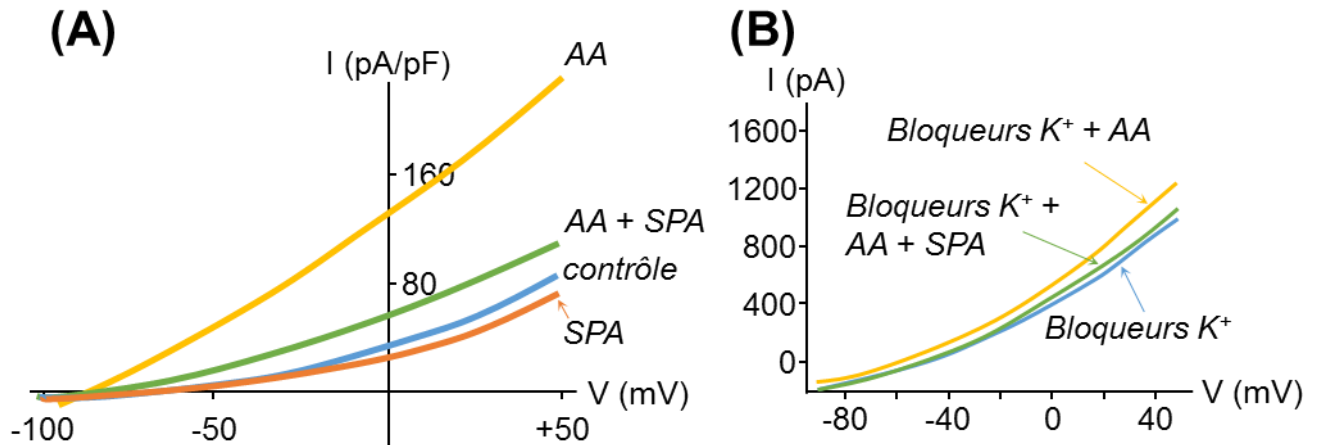 (A)
I (pA/pF)
AA
160
AA + SPA
contrôle
80
SPA
V (mV)
-100
-50
+50
(B)
I (pA)
1600
Bloqueurs K⁺ + AA
1200
Bloqueurs K⁺ +
AA + SPA
800
400
Bloqueurs K⁺
0
V (mV)
-80
-40
0
40